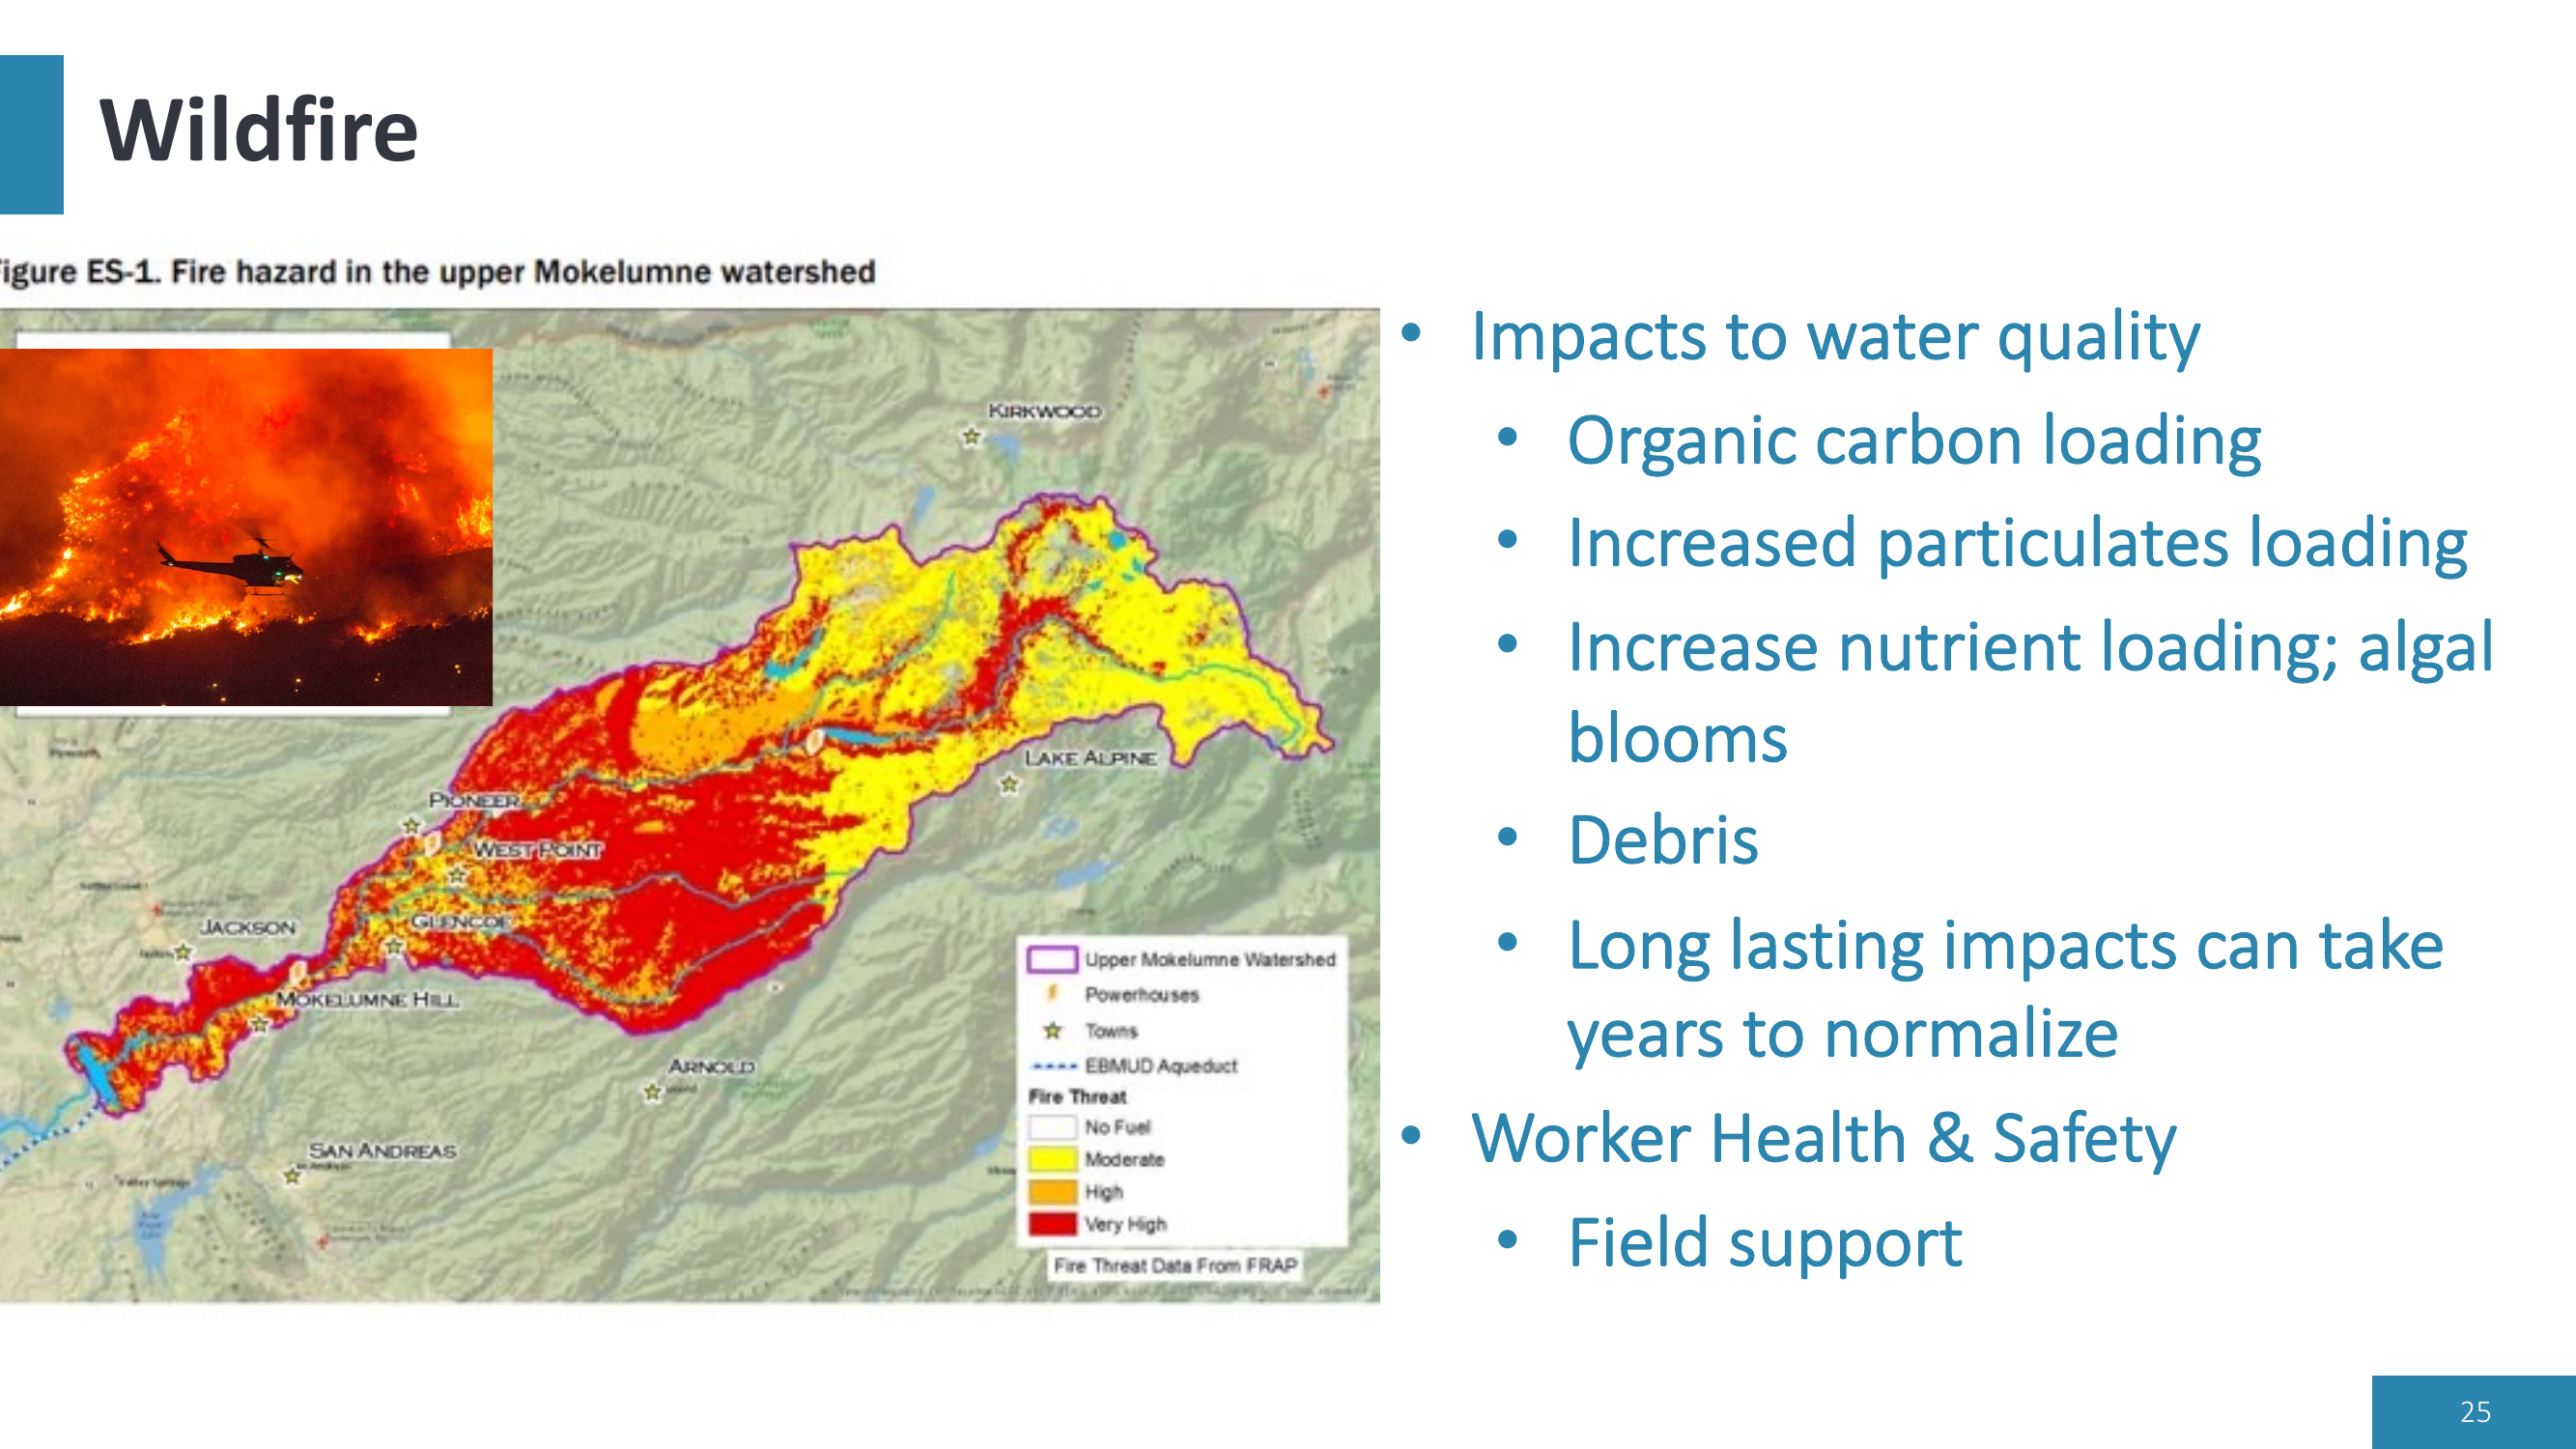 Wildfire
igure ES-1. Fire hazard in the upper Mokelumne watershed
KIRKWOOD
LAKE ALPINE
PIONEER
WEST POINT
GLENCOE
JACKSON
MOKELUMNE HILL
ARNOLD
SAN ANDREAS
Upper Mokelumne Watershed
Powerhouses
Towns
EBMUD Aqueduct
Fire Threat
No Fuel
Moderate
High
Very High
Fire Threat Data From FRAP
• Impacts to water quality
• Organic carbon loading
• Increased particulates loading
• Increase nutrient loading; algal
blooms
• Debris
• Long lasting impacts can take
years to normalize
• Worker Health & Safety
• Field support
25